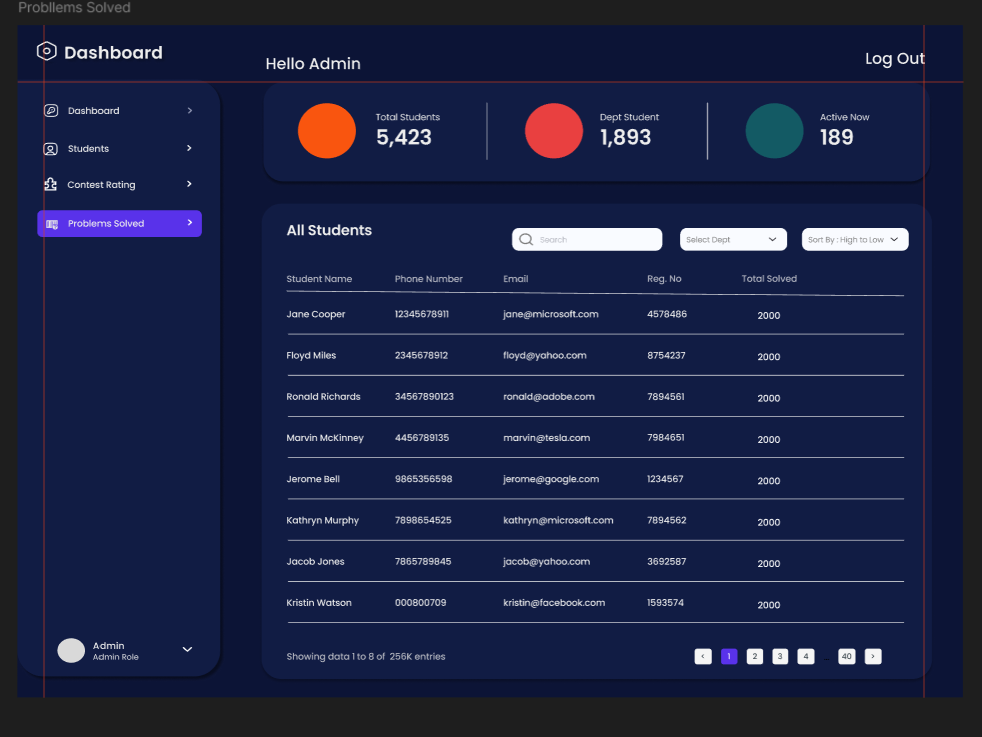 Probllems Solved
Dashboard
Hello Admin
Log Out
Dashboard
Students
Contest Rating
Problems Solved
Total Students
5,423
Dept Student
1,893
Active Now
189
All Students
Search
Select Dept
Sort By : High to Low
Student Name Phone Number Email Reg. No Total Solved
Jane Cooper 12345678911 jane@microsoft.com 4578486 2000
Floyd Miles 2345678912 floyd@yahoo.com 8754237 2000
Ronald Richards 34567890123 ronald@adobe.com 7894561 2000
Marvin McKinney 4456789135 marvin@tesla.com 7984651 2000
Jerome Bell 9865356598 jerome@google.com 1234567 2000
Kathryn Murphy 7898654525 kathryn@microsoft.com 7894562 2000
Jacob Jones 7865789845 jacob@yahoo.com 3692587 2000
Kristin Watson 000800709 kristin@facebook.com 1593574 2000
Showing data 1 to 8 of 256K entries
< 1 2 3 4 ... 40 >
Admin
Admin Role